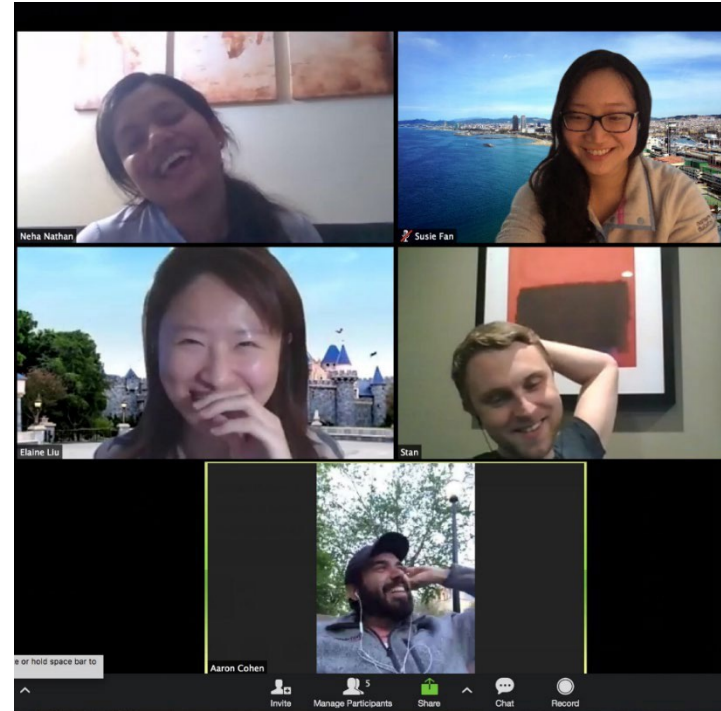 Neha Nathan
Susie Fan
Elaine Liu
Stan
Aaron Cohen
e or hold space bar to
5
Invite
Manage Participants
Share
Chat
Record